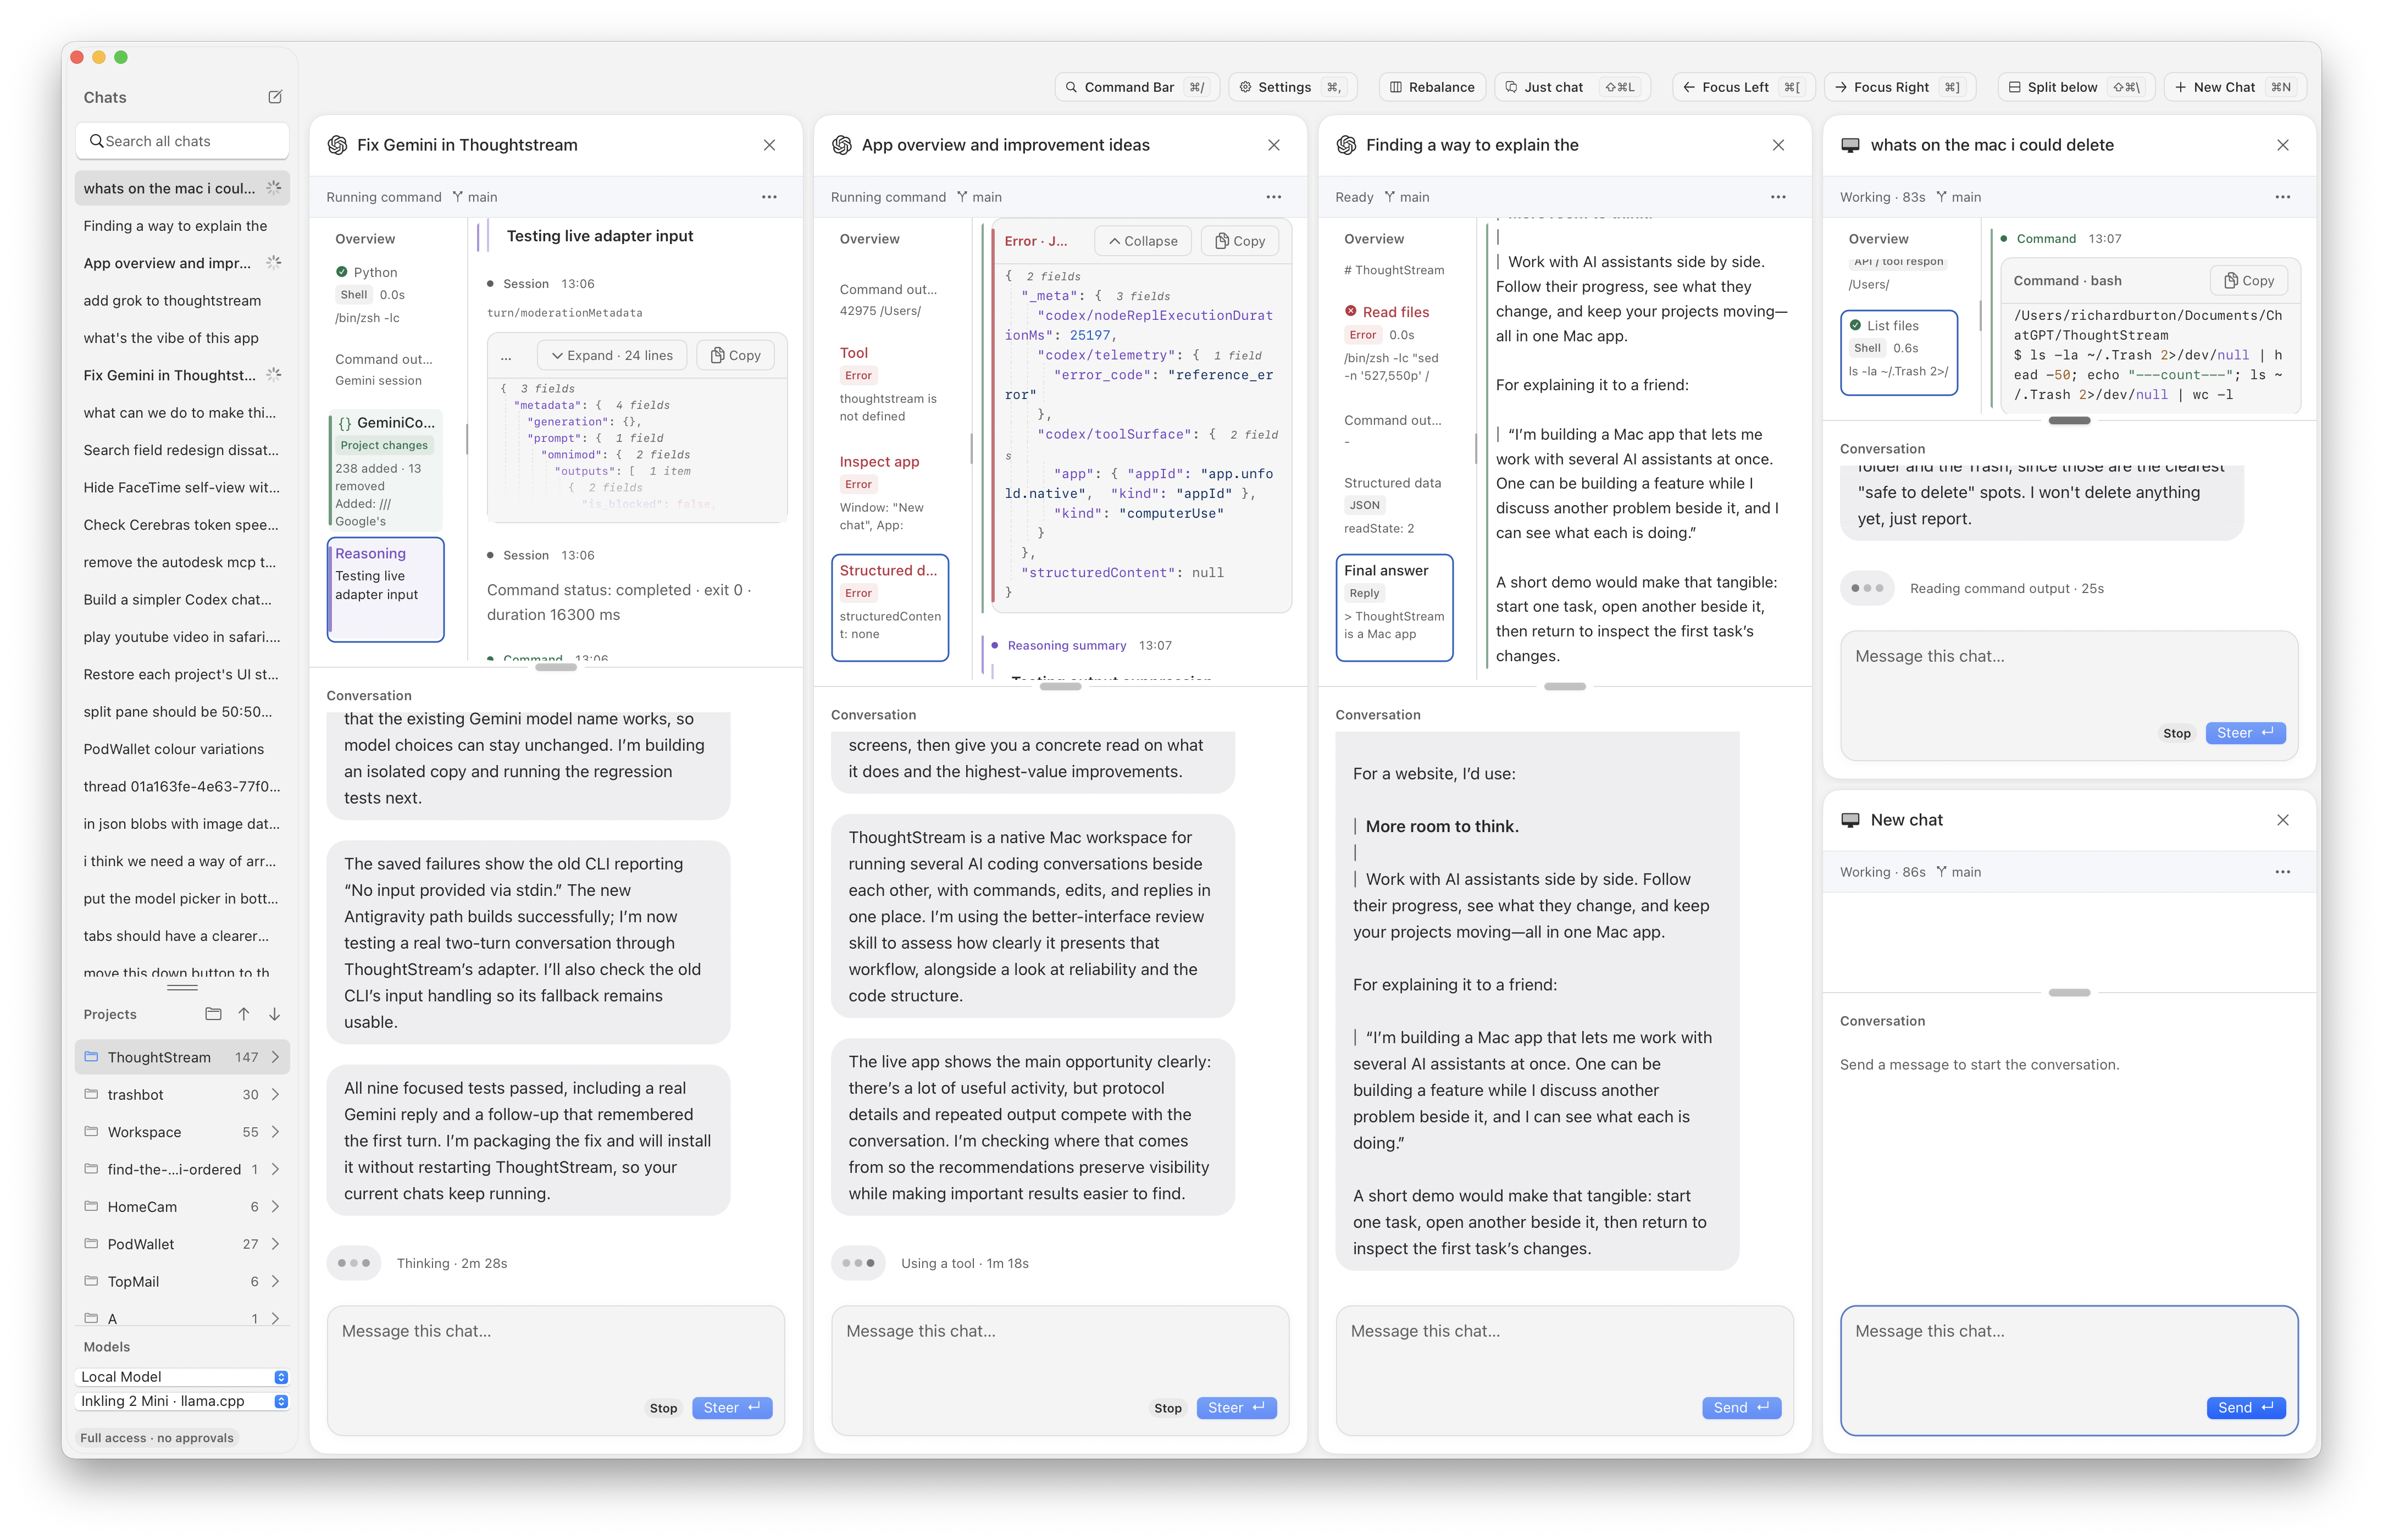 Command Bar ⌘/
Settings ⌘,
Rebalance
Just chat ⇧⌘L
Focus Left ⌘[
Focus Right ⌘]
Split below ⇧⌘\
New Chat ⌘N
Chats
Search all chats
whats on the mac i coul...
Finding a way to explain the
App overview and impr...
add grok to thoughtstream
what's the vibe of this app
Fix Gemini in Thoughtst...
what can we do to make thi...
Search field redesign dissat...
Hide FaceTime self-view wit...
Check Cerebras token spee...
remove the autodesk mcp t...
Build a simpler Codex chat...
play youtube video in safari....
Restore each project's UI st...
split pane should be 50:50...
PodWallet colour variations
thread 01a163fe-4e63-77f0...
in json blobs with image dat...
i think we need a way of arr...
put the model picker in bott...
tabs should have a clearer...
move this down button to th
Projects
ThoughtStream 147
trashbot 30
Workspace 55
find-the-...i-ordered 1
HomeCam 6
PodWallet 27
TopMail 6
A 1
Models
Local Model
Inkling 2 Mini · llama.cpp
Full access · no approvals
Fix Gemini in Thoughtstream
Running command main
Overview
Python
Shell 0.0s
/bin/zsh -lc
Command out...
Gemini session
{} GeminiCo...
Project changes
238 added · 13
removed
Added: ///
Google's
Reasoning
Testing live
adapter input
Testing live adapter input
Session 13:06
turn/moderationMetadata
... Expand · 24 lines Copy
{ 3 fields
"metadata": { 4 fields
"generation": {},
"prompt": { 1 field
"omnimod": { 2 fields
"outputs": [ 1 item
{ 2 fields
"is_blocked": false,
Session 13:06
Command status: completed · exit 0 ·
duration 16300 ms
Command 13:06
Conversation
that the existing Gemini model name works, so
model choices can stay unchanged. I’m building
an isolated copy and running the regression
tests next.
The saved failures show the old CLI reporting
“No input provided via stdin.” The new
Antigravity path builds successfully; I’m now
testing a real two-turn conversation through
ThoughtStream’s adapter. I’ll also check the old
CLI’s input handling so its fallback remains
usable.
All nine focused tests passed, including a real
Gemini reply and a follow-up that remembered
the first turn. I’m packaging the fix and will install
it without restarting ThoughtStream, so your
current chats keep running.
Thinking · 2m 28s
Message this chat...
Stop Steer
App overview and improvement ideas
Running command main
Overview
Command out...
42975 /Users/
Tool
Error
thoughtstream is
not defined
Inspect app
Error
Window: "New
chat", App:
Structured d...
Error
structuredConten
t: none
Error · J... Collapse Copy
{ 2 fields
"_meta": { 3 fields
"codex/nodeReplExecutionDurat
ionMs": 25197,
"codex/telemetry": { 1 field
"error_code": "reference_er
ror"
},
"codex/toolSurface": { 2 field
s
"app": { "appId": "app.unfo
ld.native", "kind": "appId" },
"kind": "computerUse"
}
},
"structuredContent": null
}
Reasoning summary 13:07
Testing output suppression
Conversation
screens, then give you a concrete read on what
it does and the highest-value improvements.
ThoughtStream is a native Mac workspace for
running several AI coding conversations beside
each other, with commands, edits, and replies in
one place. I’m using the better-interface review
skill to assess how clearly it presents that
workflow, alongside a look at reliability and the
code structure.
The live app shows the main opportunity clearly:
there’s a lot of useful activity, but protocol
details and repeated output compete with the
conversation. I’m checking where that comes
from so the recommendations preserve visibility
while making important results easier to find.
Using a tool · 1m 18s
Message this chat...
Stop Steer
Finding a way to explain the
Ready main
Overview
# ThoughtStream
Read files
Error 0.0s
/bin/zsh -lc "sed
-n '527,550p' /
Command out...
-
Structured data
JSON
readState: 2
Final answer
Reply
> ThoughtStream
is a Mac app
| More room to think.
|
| Work with AI assistants side by side.
Follow their progress, see what they
change, and keep your projects moving—
all in one Mac app.
For explaining it to a friend:
| “I’m building a Mac app that lets me
work with several AI assistants at once.
One can be building a feature while I
discuss another problem beside it, and I
can see what each is doing.”
A short demo would make that tangible:
start one task, open another beside it,
then return to inspect the first task’s
changes.
Conversation
For a website, I’d use:
| More room to think.
|
| Work with AI assistants side by side. Follow
their progress, see what they change, and keep
your projects moving—all in one Mac app.
For explaining it to a friend:
| “I’m building a Mac app that lets me work with
several AI assistants at once. One can be
building a feature while I discuss another
problem beside it, and I can see what each is
doing.”
A short demo would make that tangible: start
one task, open another beside it, then return to
inspect the first task’s changes.
Message this chat...
Send
whats on the mac i could delete
Working · 83s main
Overview
API / tool respon
/Users/
List files
Shell 0.6s
ls -la ~/.Trash 2>/
Command 13:07
Command · bash Copy
/Users/richardburton/Documents/Ch
atGPT/ThoughtStream
$ ls -la ~/.Trash 2>/dev/null | h
ead -50; echo "---count---"; ls ~
/.Trash 2>/dev/null | wc -l
Conversation
folder and the Trash, since those are the clearest
"safe to delete" spots. I won't delete anything
yet, just report.
Reading command output · 25s
Message this chat...
Stop Steer
New chat
Working · 86s main
Conversation
Send a message to start the conversation.
Message this chat...
Send